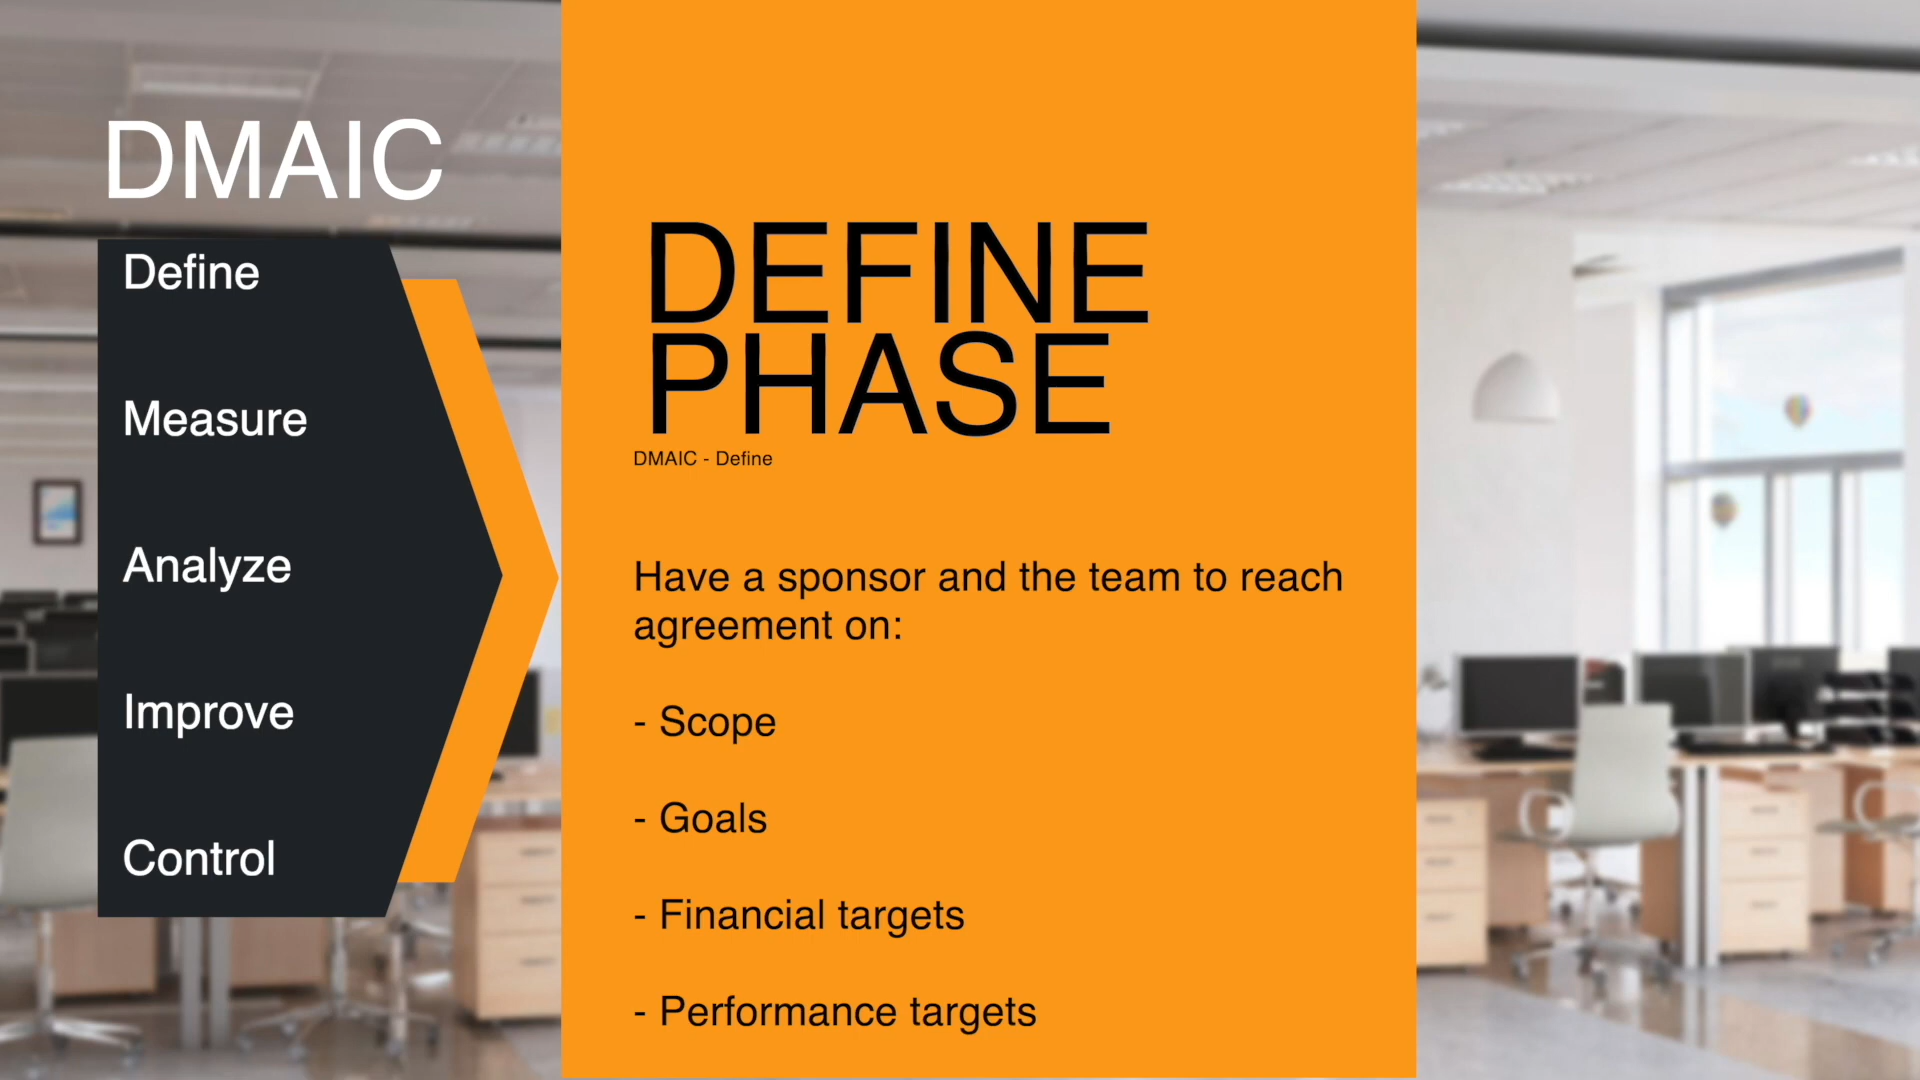 DMAIC
Define
Measure
Analyze
Improve
Control
DEFINE
PHASE
DMAIC - Define
Have a sponsor and the team to reach
agreement on:
- Scope
- Goals
- Financial targets
- Performance targets